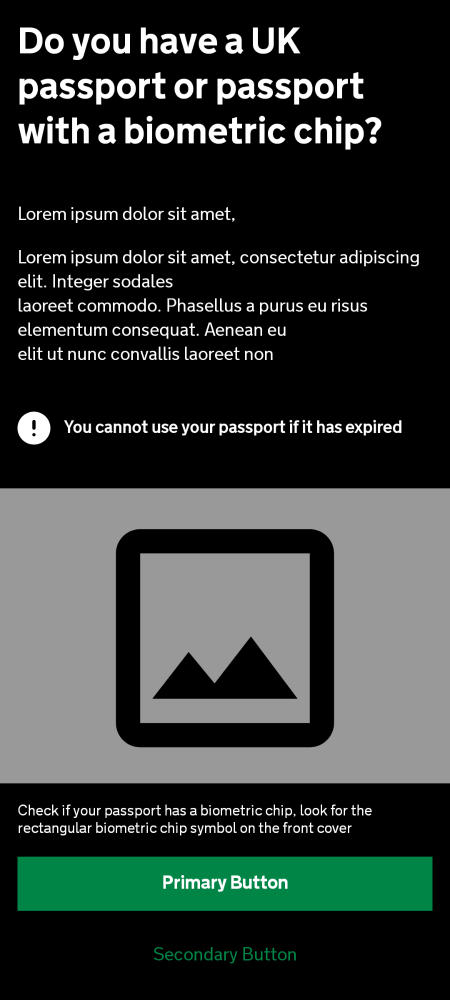 Do you have a UK
passport or passport
with a biometric chip?
Lorem ipsum dolor sit amet,
Lorem ipsum dolor sit amet, consectetur adipiscing
elit. Integer sodales
laoreet commodo. Phasellus a purus eu risus
elementum consequat. Aenean eu
elit ut nunc convallis laoreet non
You cannot use your passport if it has expired
Check if your passport has a biometric chip, look for the
rectangular biometric chip symbol on the front cover
Primary Button
Secondary Button